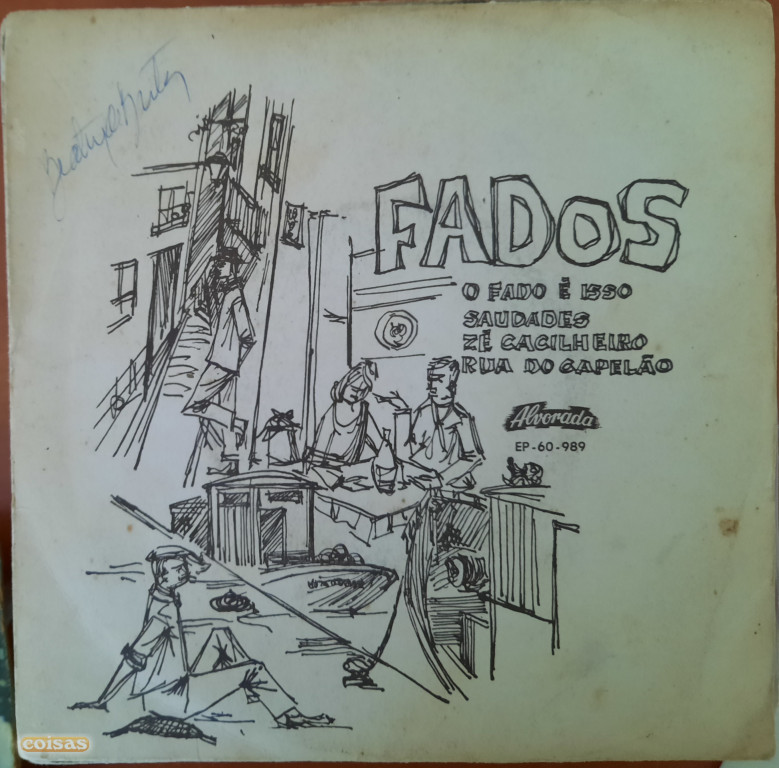 FADOS
O FADO É ISSO
SAUDADES
ZÉ CACILHEIRO
RUA DO CAPELÃO
Alvorada
EP-60-989
coisas